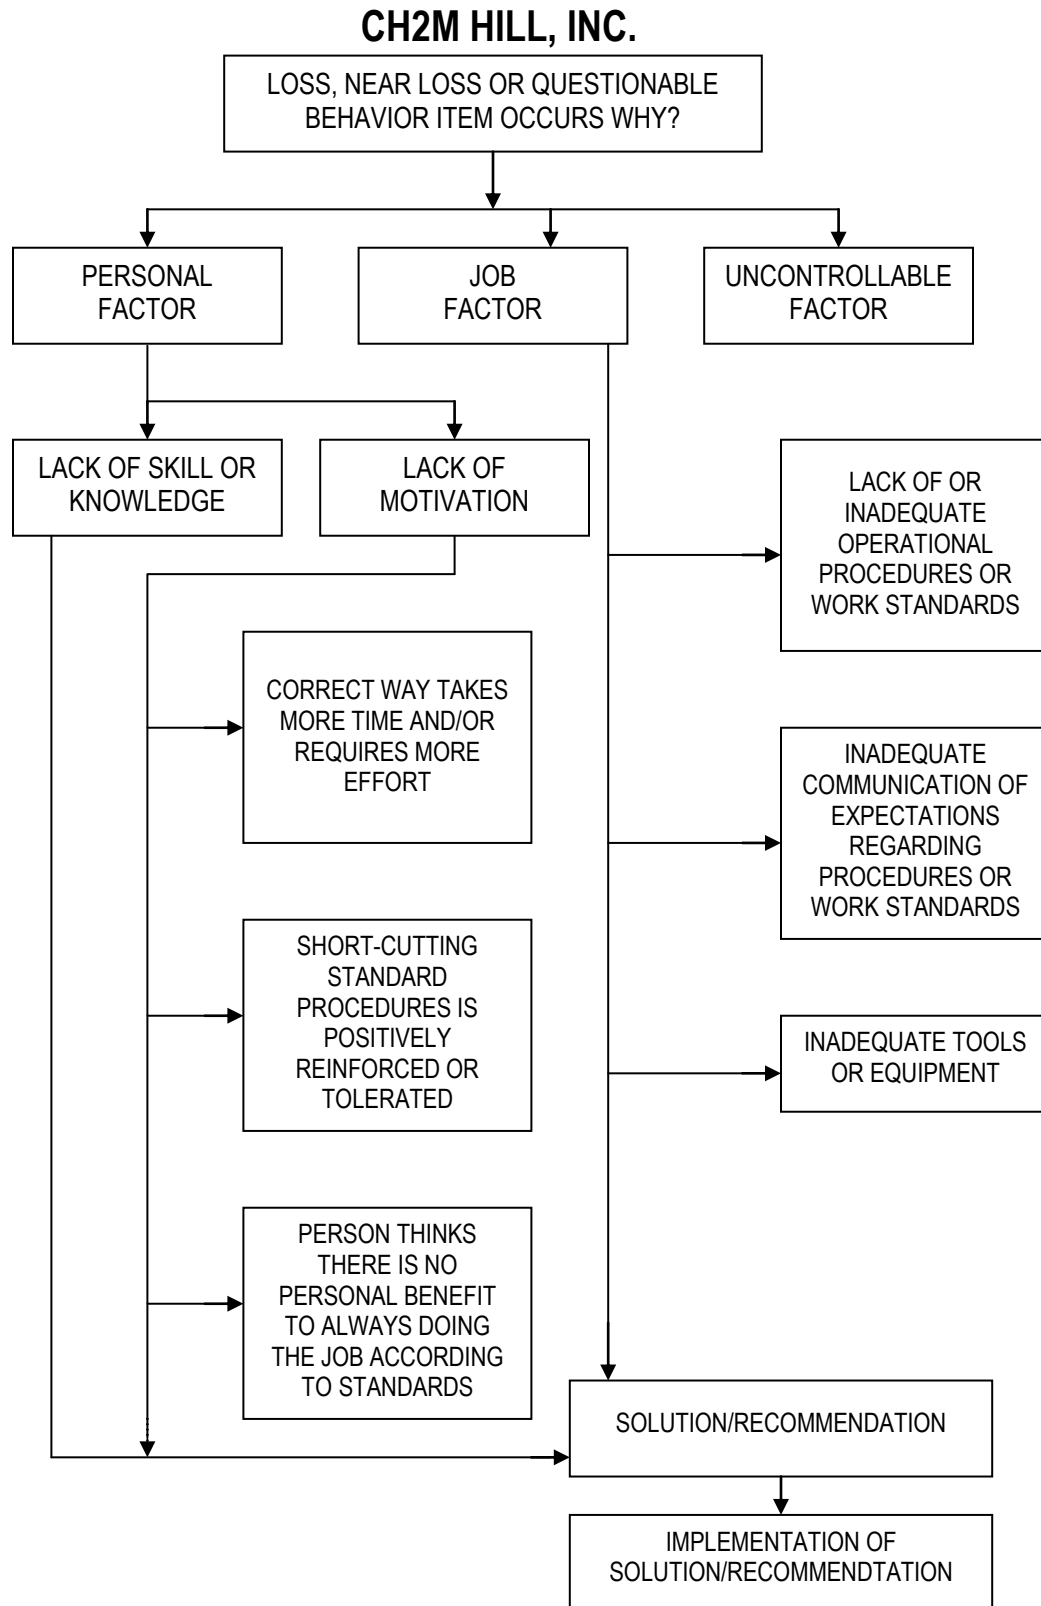 CH2M HILL, INC.
LOSS, NEAR LOSS OR QUESTIONABLE
BEHAVIOR ITEM OCCURS WHY?
PERSONAL
FACTOR
JOB
FACTOR
UNCONTROLLABLE
FACTOR
LACK OF SKILL OR
KNOWLEDGE
LACK OF
MOTIVATION
LACK OF OR
INADEQUATE
OPERATIONAL
PROCEDURES OR
WORK STANDARDS
CORRECT WAY TAKES
MORE TIME AND/OR
REQUIRES MORE
EFFORT
INADEQUATE
COMMUNICATION OF
EXPECTATIONS
REGARDING
PROCEDURES OR
WORK STANDARDS
SHORT-CUTTING
STANDARD
PROCEDURES IS
POSITIVELY
REINFORCED OR
TOLERATED
INADEQUATE TOOLS
OR EQUIPMENT
PERSON THINKS
THERE IS NO
PERSONAL BENEFIT
TO ALWAYS DOING
THE JOB ACCORDING
TO STANDARDS
SOLUTION/RECOMMENDATION
IMPLEMENTATION OF
SOLUTION/RECOMMENDTATION